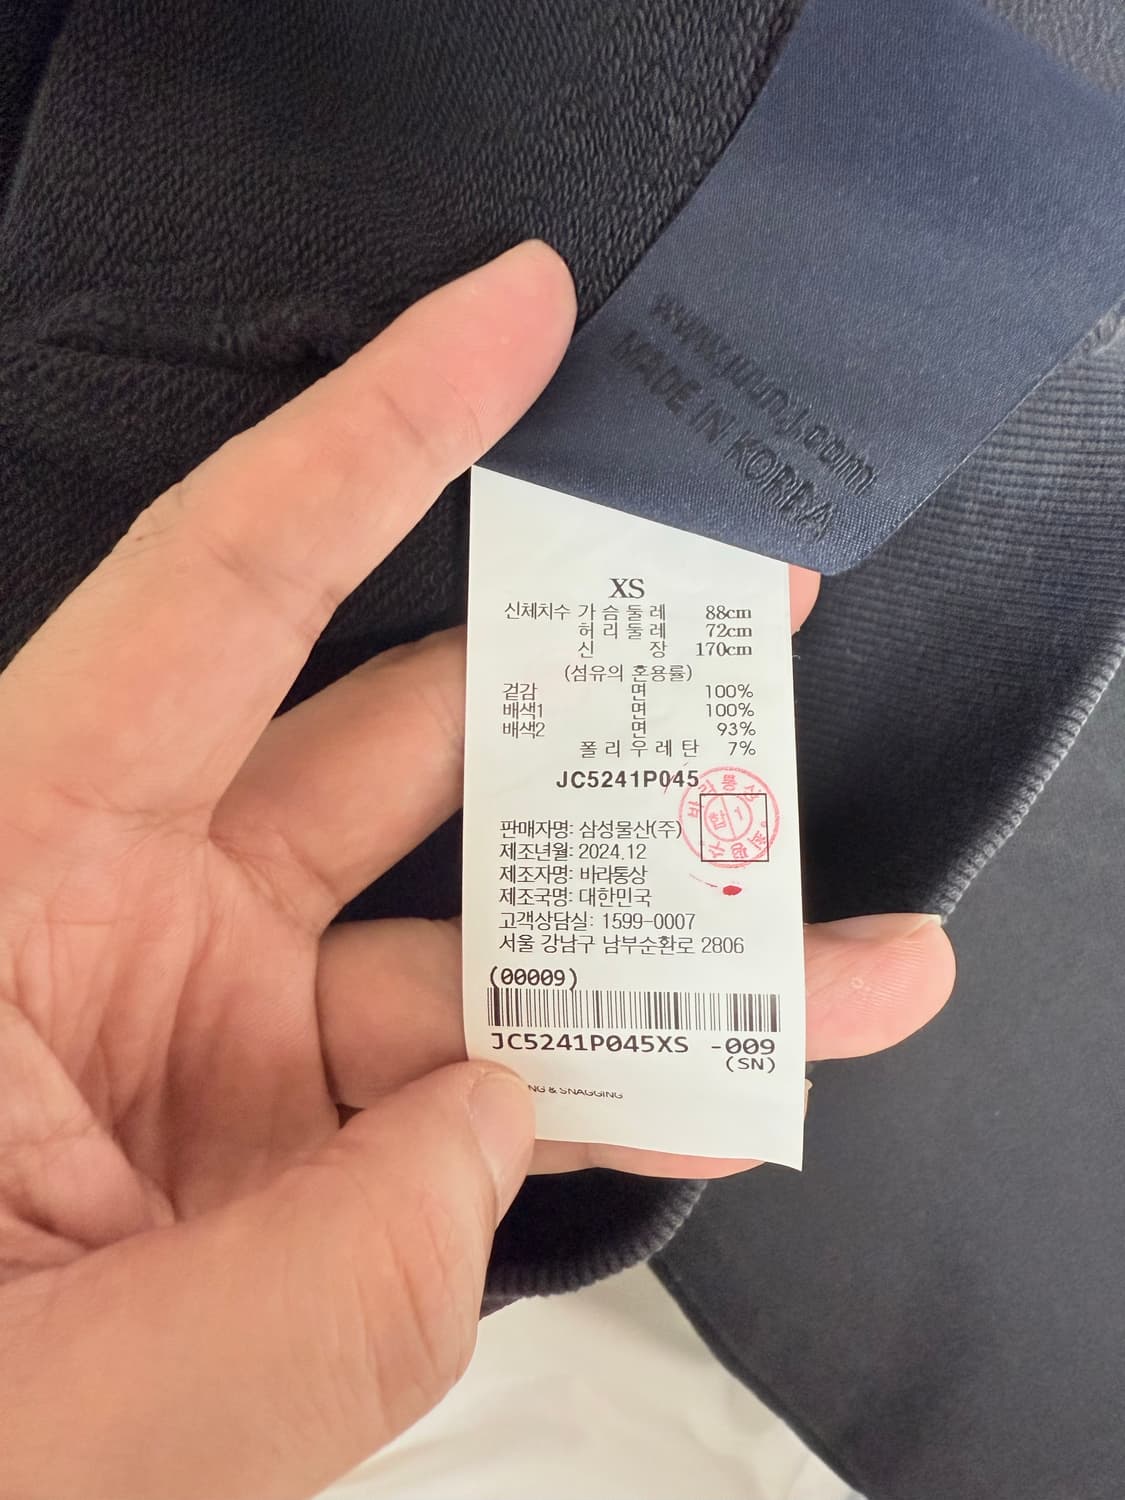 MADE IN KOREA
XS
신체치수 가슴둘레 88cm
허리둘레 72cm
신 장 170cm
(섬유의 혼용률)
겉감 면 100%
배색1 면 100%
배색2 면 93%
폴리우레탄 7%
JC5241P045
합 1
판매자명: 삼성물산(주)
제조년월: 2024.12
제조자명: 바라통상
제조국명: 대한민국
고객상담실: 1599-0007
서울 강남구 남부순환로 2806
(00009)
JC5241P045XS -009
(SN)
& SNAGGING